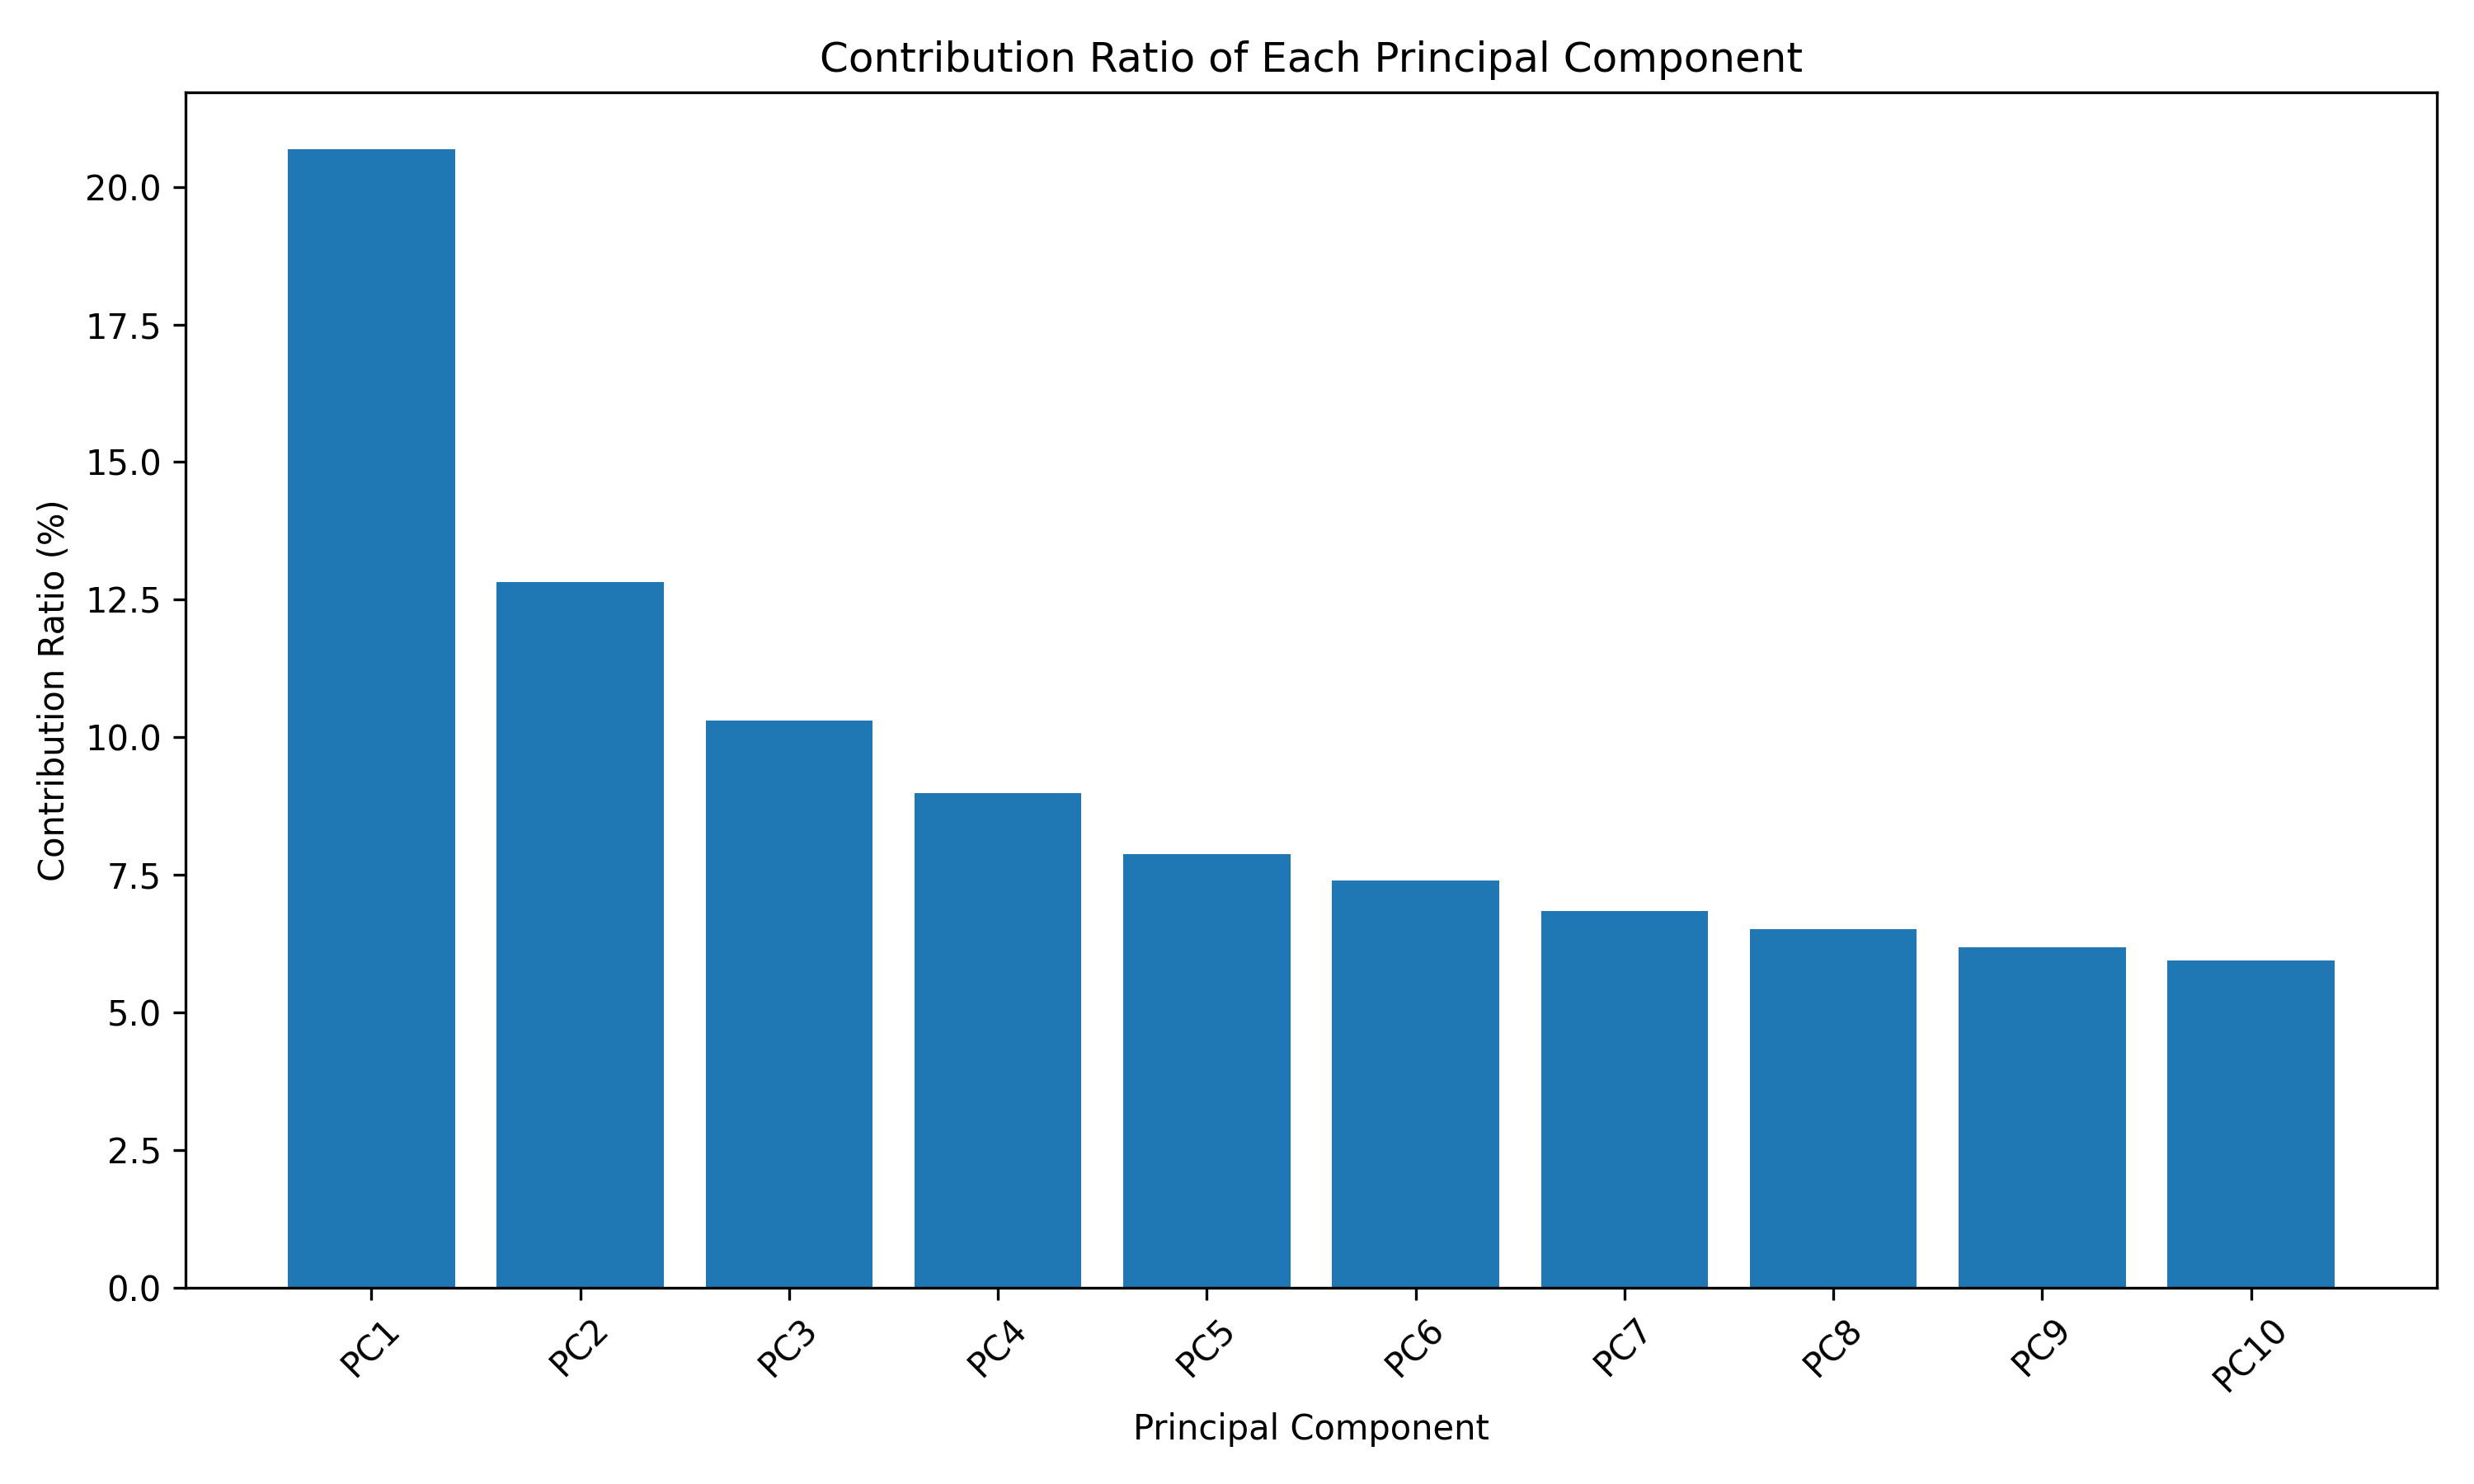 Contribution Ratio of Each Principal Component
Contribution Ratio (%)
20.0
17.5
15.0
12.5
10.0
7.5
5.0
2.5
0.0
PC1 PC2 PC3 PC4 PC5 PC6 PC7 PC8 PC9 PC10
Principal Component